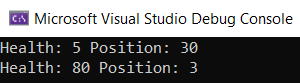 Microsoft Visual Studio Debug Console
Health: 5 Position: 30
Health: 80 Position: 3